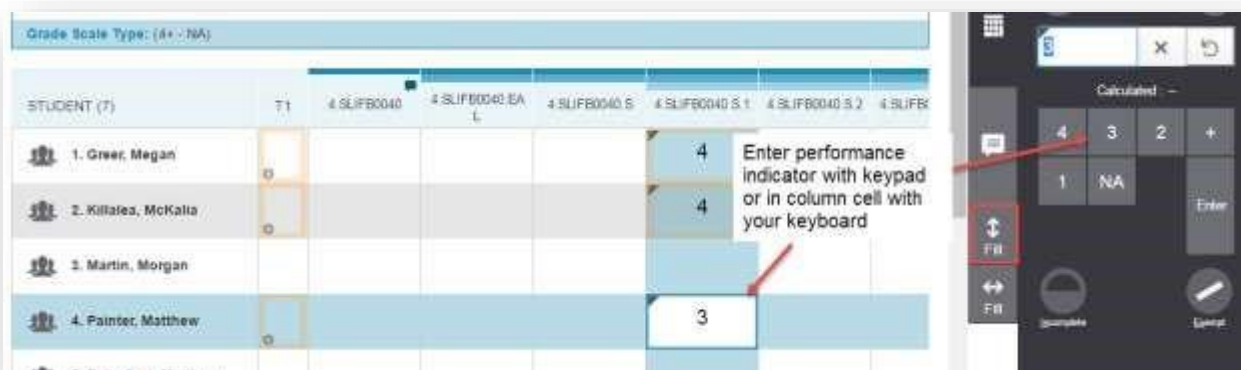 Grade Scale Type: (4+ - NA)
STUDENT (7) T1 4.SLIFB0040 4.SLIFB0040.EA 4.SLIFB0040.S 4.SLIFB0040.S.1 4.SLIFB0040.S.2 4.SLIFB
L
1. Greer, Megan 4
2. Killalea, McKalia 4
3. Martin, Morgan
4. Painter, Matthew 3
Enter performance
indicator with keypad
or in column cell with
your keyboard
3
Calculated --
4 3 2 +
1 NA
Enter
Fill
Fill
Incomplete Exempt